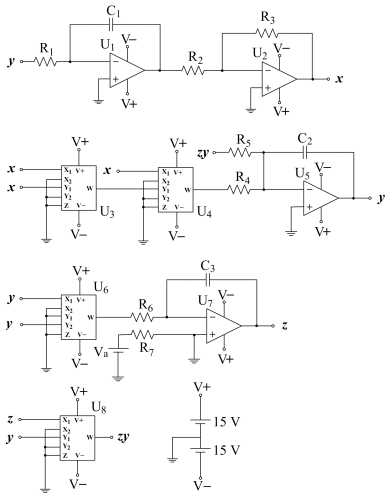 C1
R1
U1
V−
y
−
+
V+
R2
R3
U2
V−
−
+
V+
x
V+
x
x
X1 V+
X2
Y1
Y2
Z V−
W
U3
V−
V+
x
X1 V+
X2
Y1
Y2
Z V−
W
U4
V−
zy
R5
R4
C2
U5
V−
−
+
V+
y
V+
U6
y
y
X1 V+
X2
Y1
Y2
Z V−
W
V−
Va
R6
R7
C3
U7
V−
−
+
V+
z
V+
U8
z
y
X1 V+
X2
Y1
Y2
Z V−
W
zy
V−
V+
15 V
15 V
V−